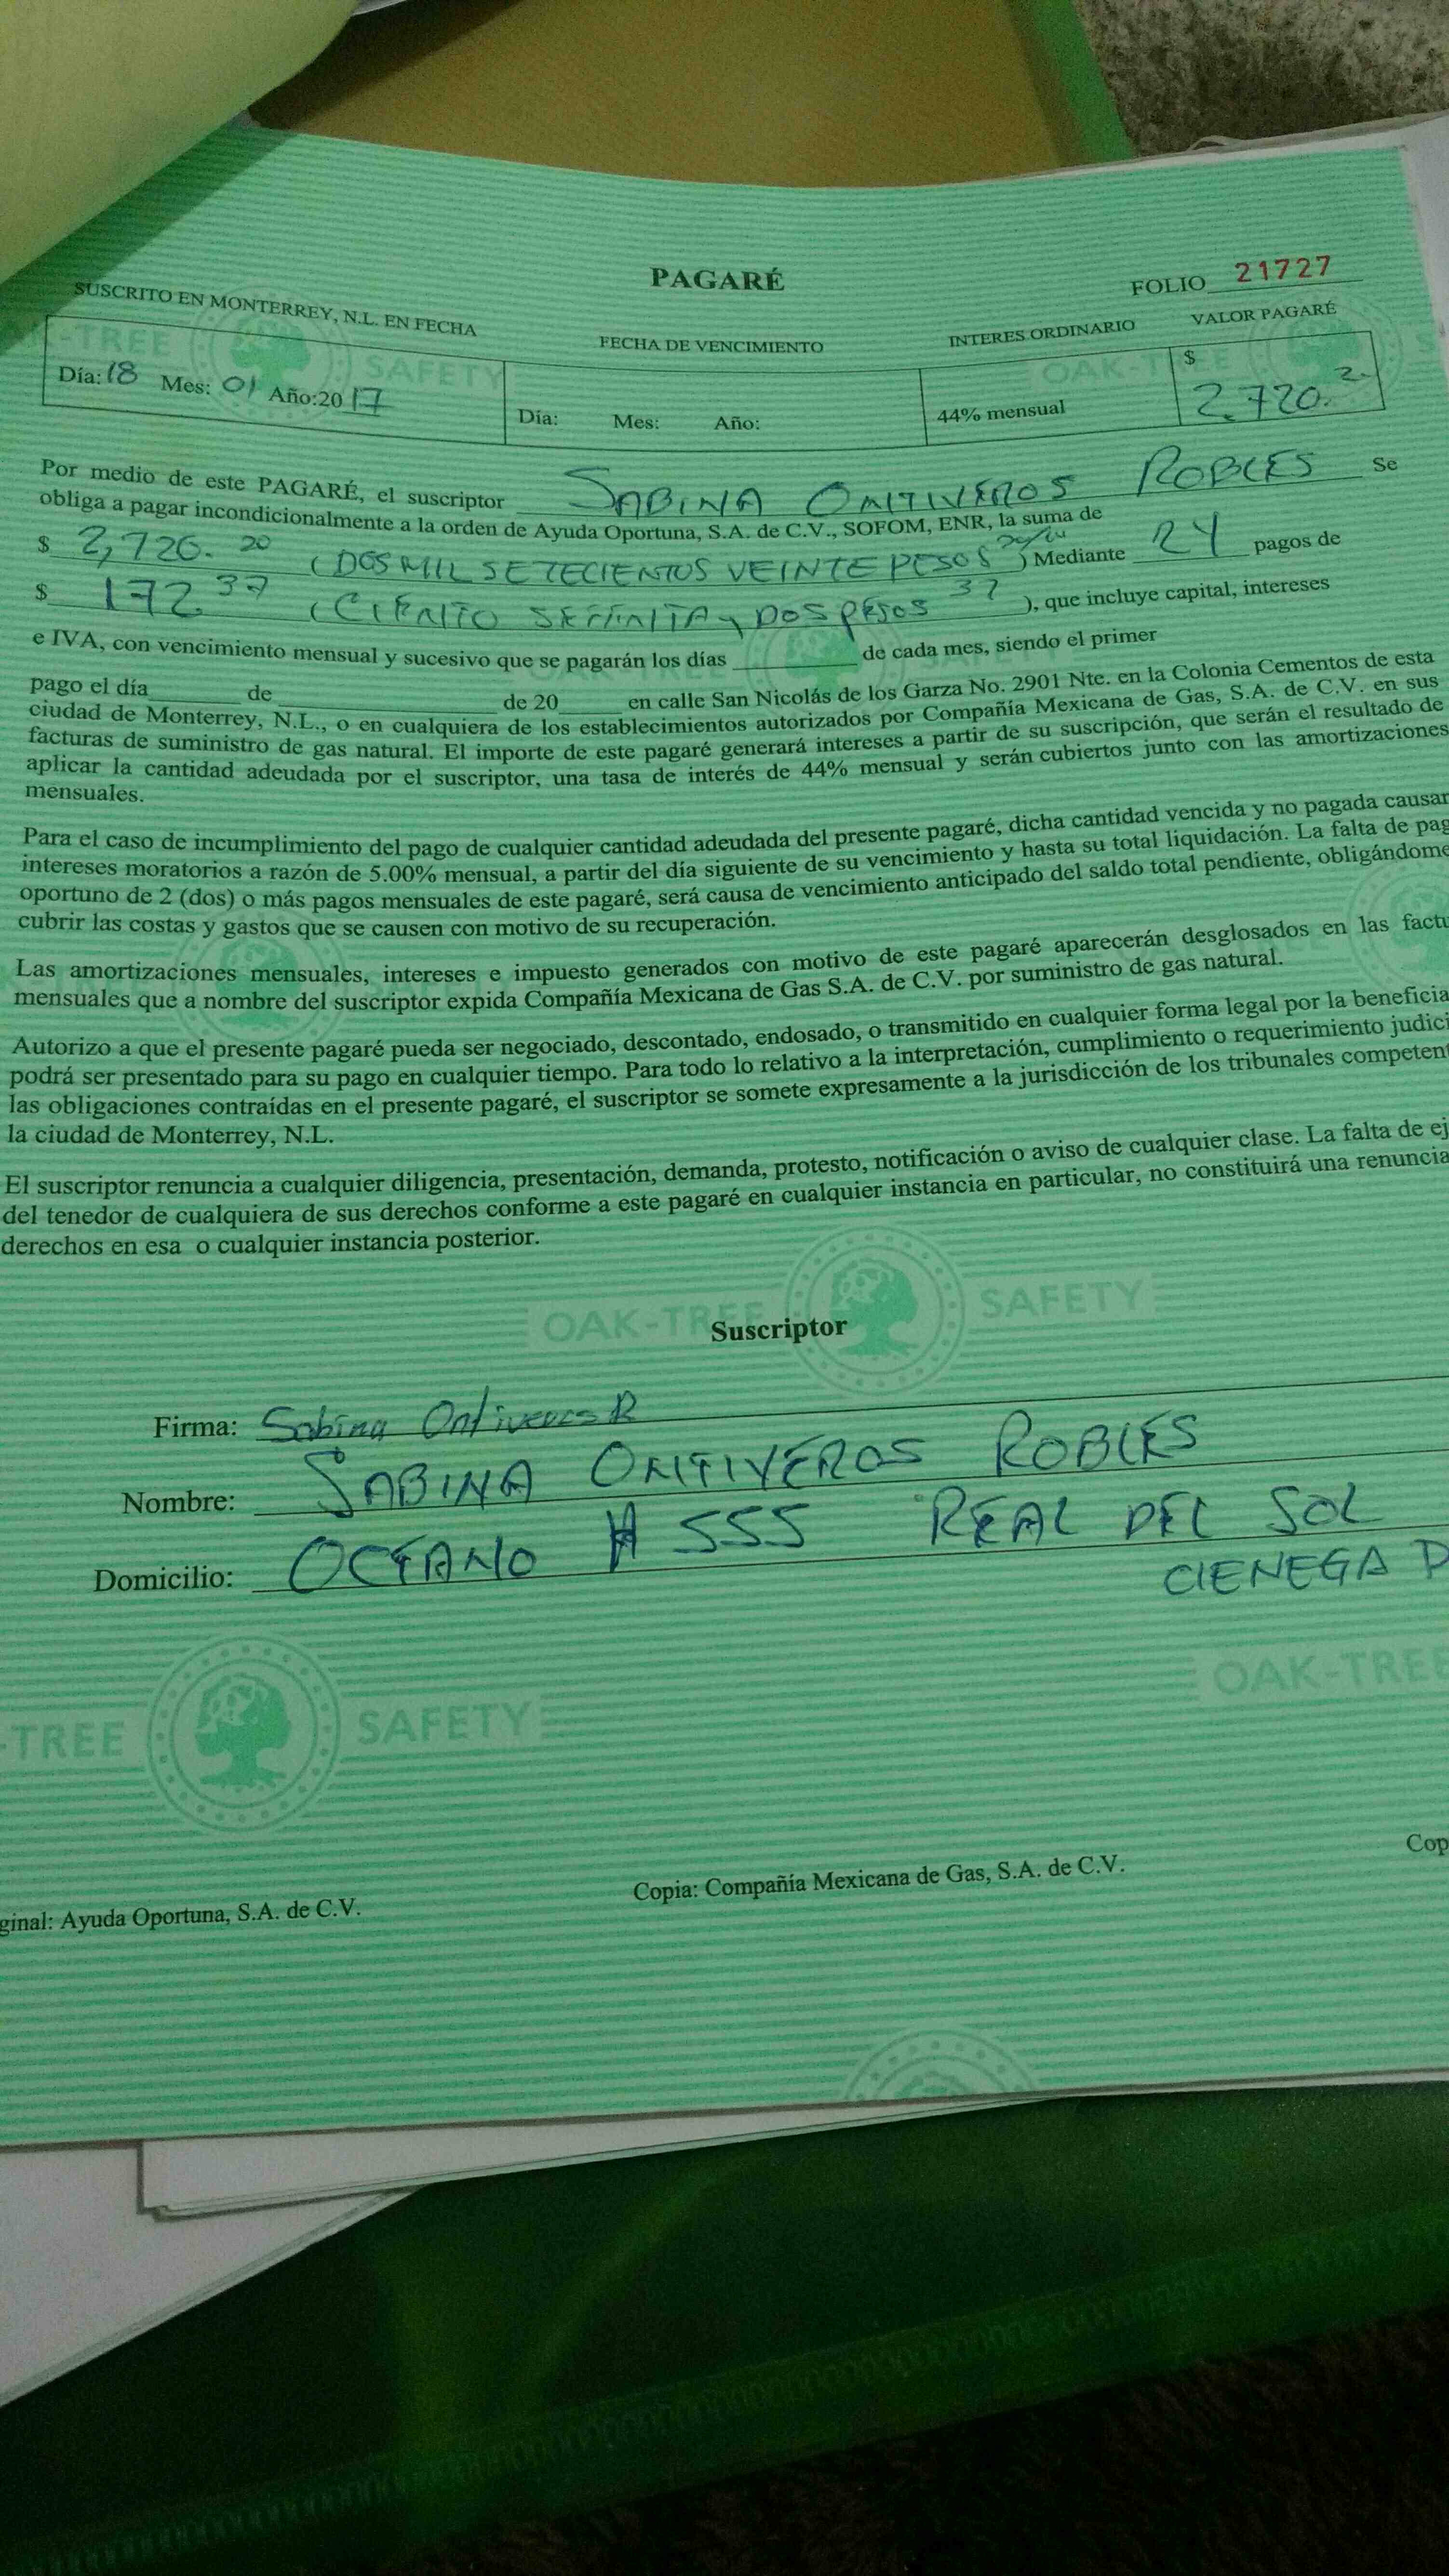 PAGARÉ
FOLIO 21727
SUSCRITO EN MONTERREY, N.L. EN FECHA
FECHA DE VENCIMIENTO
INTERES ORDINARIO
VALOR PAGARÉ
Día: 18 Mes: 01 Año:2017
Día: Mes: Año:
44% mensual
$ 2,720.
Por medio de este PAGARÉ, el suscriptor SABINA ONTIVEROS ROBLES Se
obliga a pagar incondicionalmente a la orden de Ayuda Oportuna, S.A. de C.V., SOFOM, ENR, la suma de
$ 2,720. 20 (DOS MIL SETECIENTOS VEINTE PESOS ) Mediante 24 pagos de
$ 172.37 (CIENTO SETENTA y DOS PESOS 37 ), que incluye capital, intereses
e IVA, con vencimiento mensual y sucesivo que se pagarán los días ________ de cada mes, siendo el primer
pago el día ______ de ____________ de 20____ en calle San Nicolás de los Garza No. 2901 Nte. en la Colonia Cementos de esta
ciudad de Monterrey, N.L., o en cualquiera de los establecimientos autorizados por Compañía Mexicana de Gas, S.A. de C.V. en sus
facturas de suministro de gas natural. El importe de este pagaré generará intereses a partir de su suscripción, que serán el resultado de
aplicar la cantidad adeudada por el suscriptor, una tasa de interés de 44% mensual y serán cubiertos junto con las amortizaciones
mensuales.
Para el caso de incumplimiento del pago de cualquier cantidad adeudada del presente pagaré, dicha cantidad vencida y no pagada causar
intereses moratorios a razón de 5.00% mensual, a partir del día siguiente de su vencimiento y hasta su total liquidación. La falta de pag
oportuno de 2 (dos) o más pagos mensuales de este pagaré, será causa de vencimiento anticipado del saldo total pendiente, obligándome
cubrir las costas y gastos que se causen con motivo de su recuperación.
Las amortizaciones mensuales, intereses e impuesto generados con motivo de este pagaré aparecerán desglosados en las factu
mensuales que a nombre del suscriptor expida Compañía Mexicana de Gas S.A. de C.V. por suministro de gas natural.
Autorizo a que el presente pagaré pueda ser negociado, descontado, endosado, o transmitido en cualquier forma legal por la beneficia
podrá ser presentado para su pago en cualquier tiempo. Para todo lo relativo a la interpretación, cumplimiento o requerimiento judici
las obligaciones contraídas en el presente pagaré, el suscriptor se somete expresamente a la jurisdicción de los tribunales competent
la ciudad de Monterrey, N.L.
El suscriptor renuncia a cualquier diligencia, presentación, demanda, protesto, notificación o aviso de cualquier clase. La falta de ej
del tenedor de cualquiera de sus derechos conforme a este pagaré en cualquier instancia en particular, no constituirá una renuncia
derechos en esa o cualquier instancia posterior.
OAK-TREE SAFETY
Suscriptor
Firma: Sabina Ontiveros R
Nombre: SABINA ONTIVEROS ROBLES
Domicilio: OCEANO # 555 REAL DEL SOL
CIENEGA D
OAK-TREE
-TREE SAFETY
Cop
Copia: Compañía Mexicana de Gas, S.A. de C.V.
ginal: Ayuda Oportuna, S.A. de C.V.